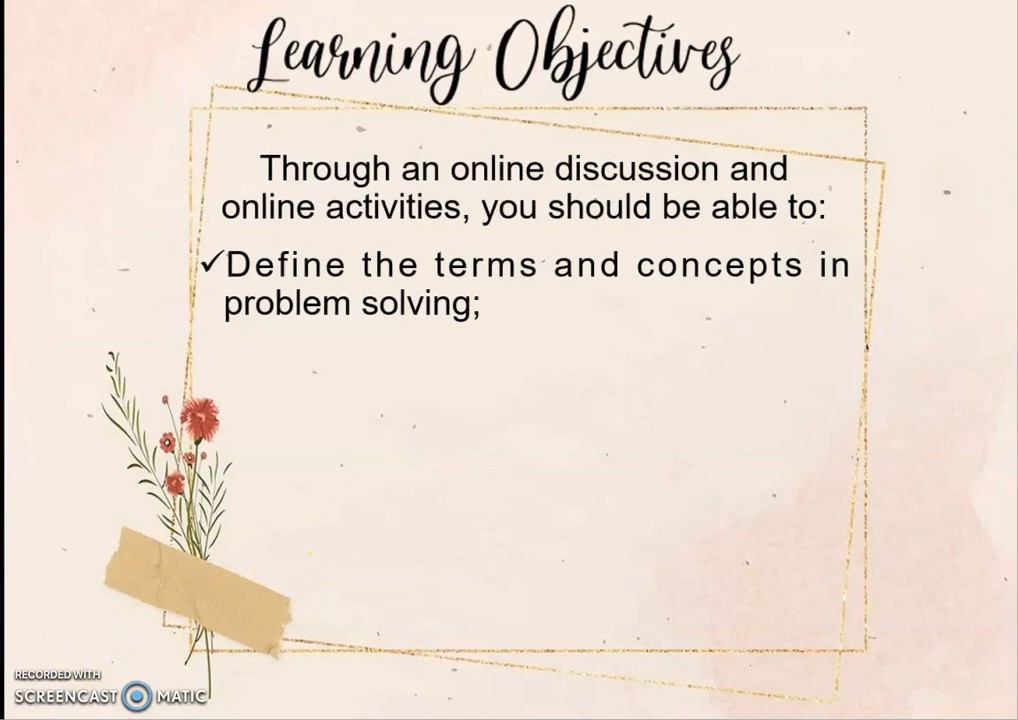 Learning Objectives
Through an online discussion and
online activities, you should be able to:
✓Define the terms and concepts in
problem solving;
RECORDED WITH
SCREENCAST MATIC